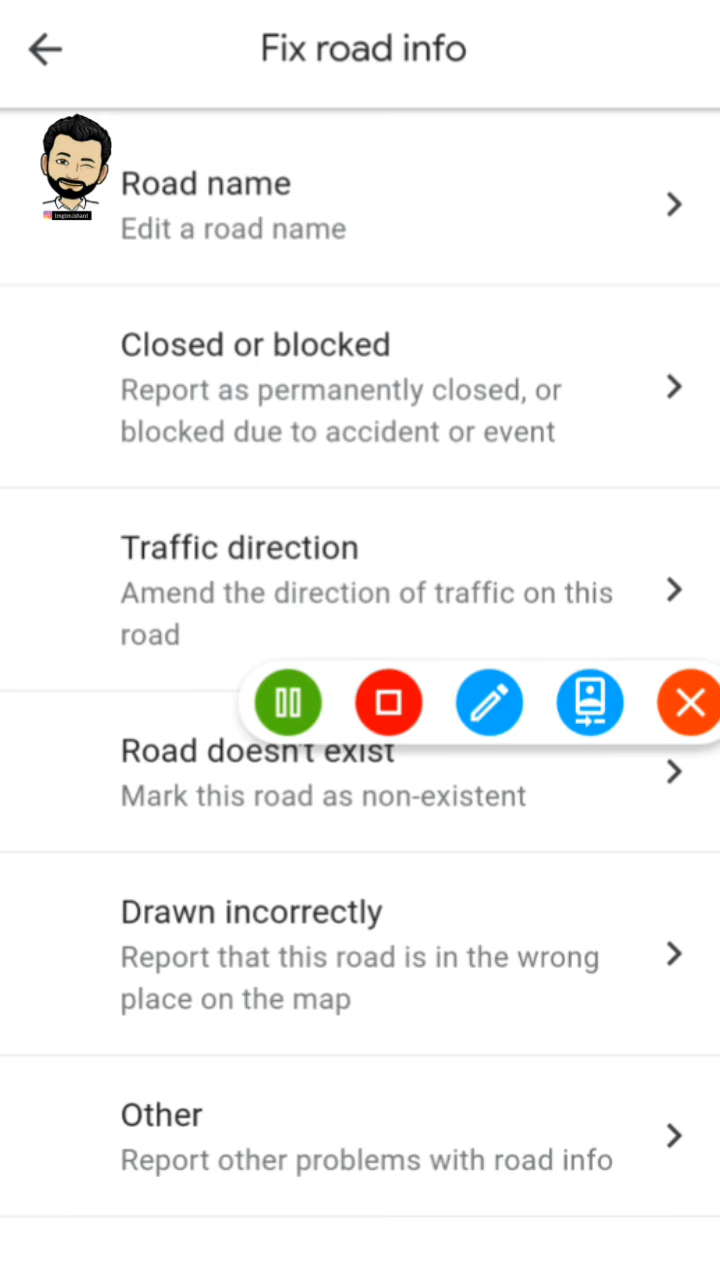 Fix road info
Road name
Edit a road name
Closed or blocked
Report as permanently closed, or
blocked due to accident or event
Traffic direction
Amend the direction of traffic on this
road
Road doesn't exist
Mark this road as non-existent
Drawn incorrectly
Report that this road is in the wrong
place on the map
Other
Report other problems with road info